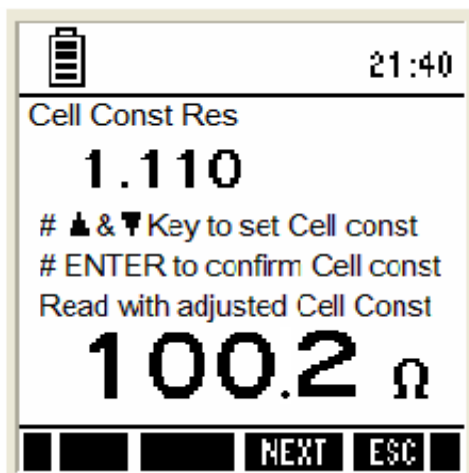 21:40
Cell Const Res
1.110
# ▲ & ▼ Key to set Cell const
# ENTER to confirm Cell const
Read with adjusted Cell Const
100.2 Ω
NEXT ESC